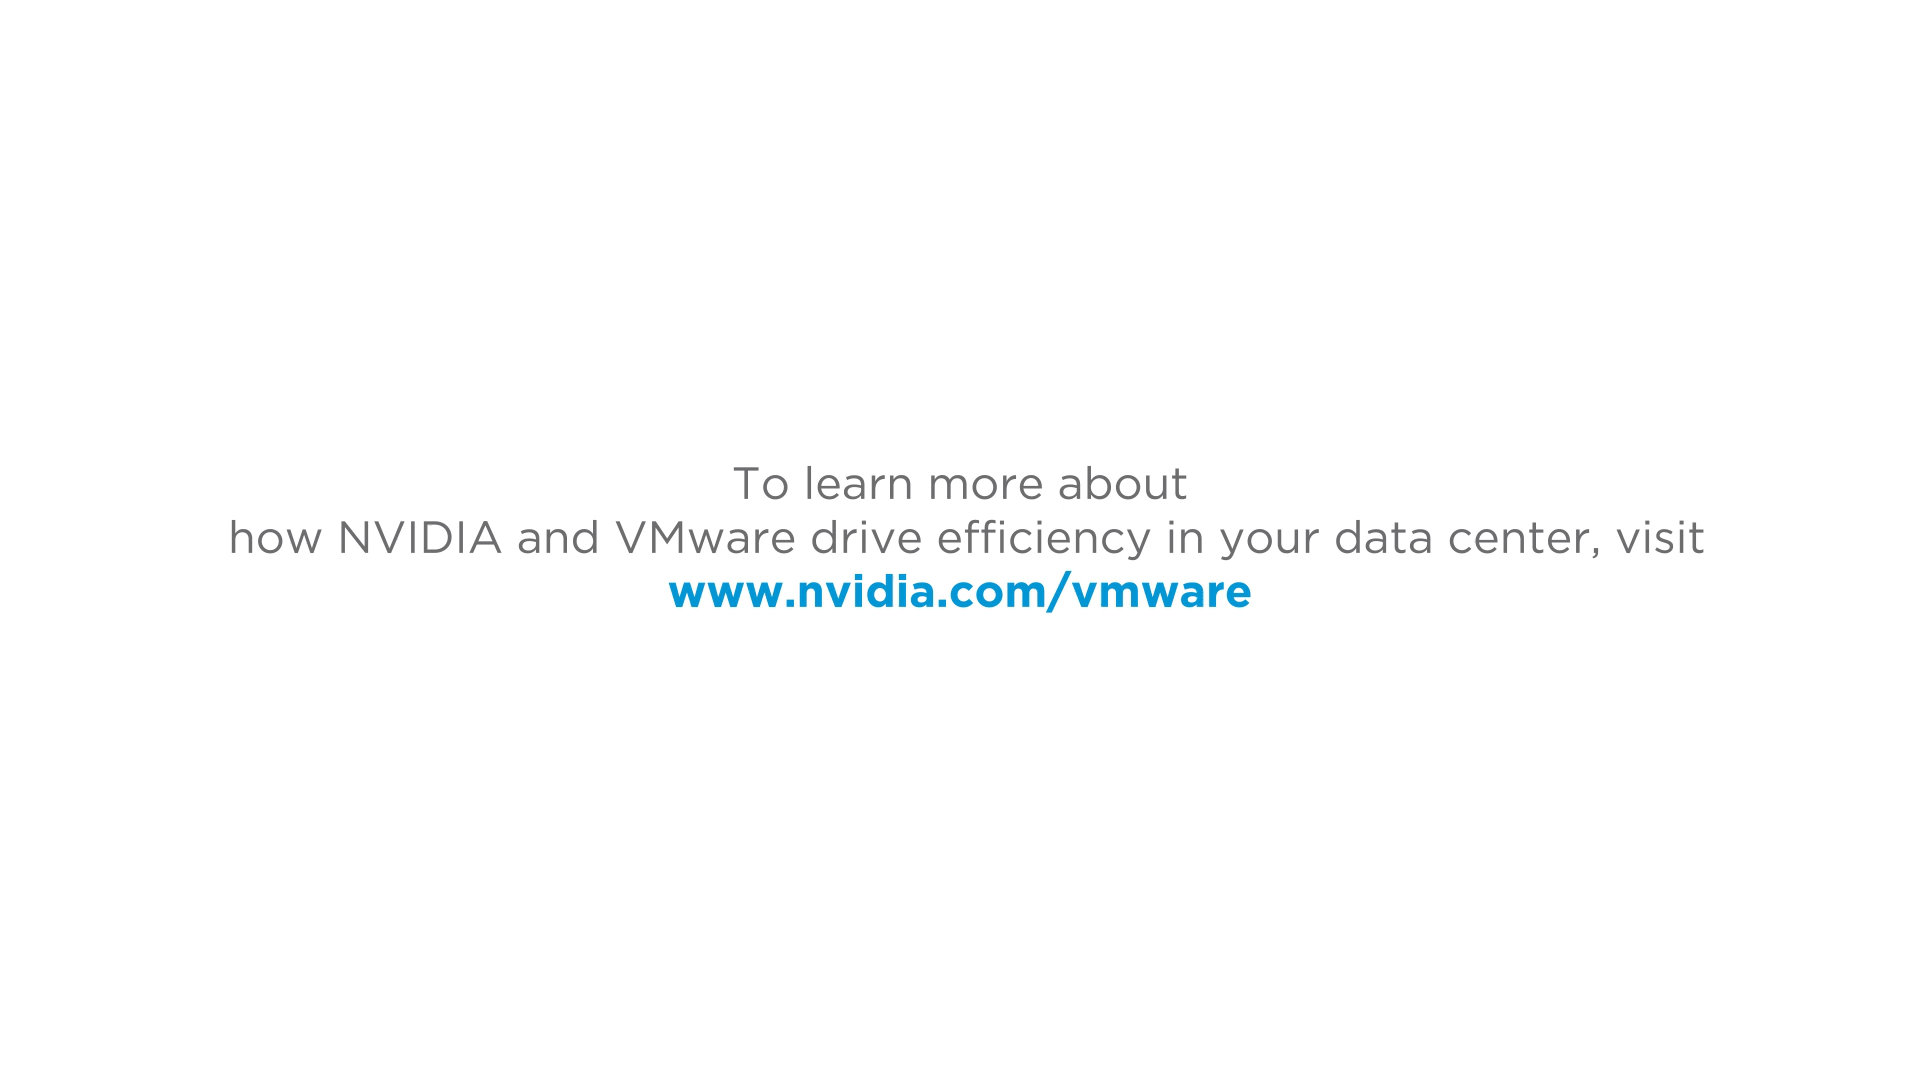 To learn more about
how NVIDIA and VMware drive efficiency in your data center, visit
www.nvidia.com/vmware